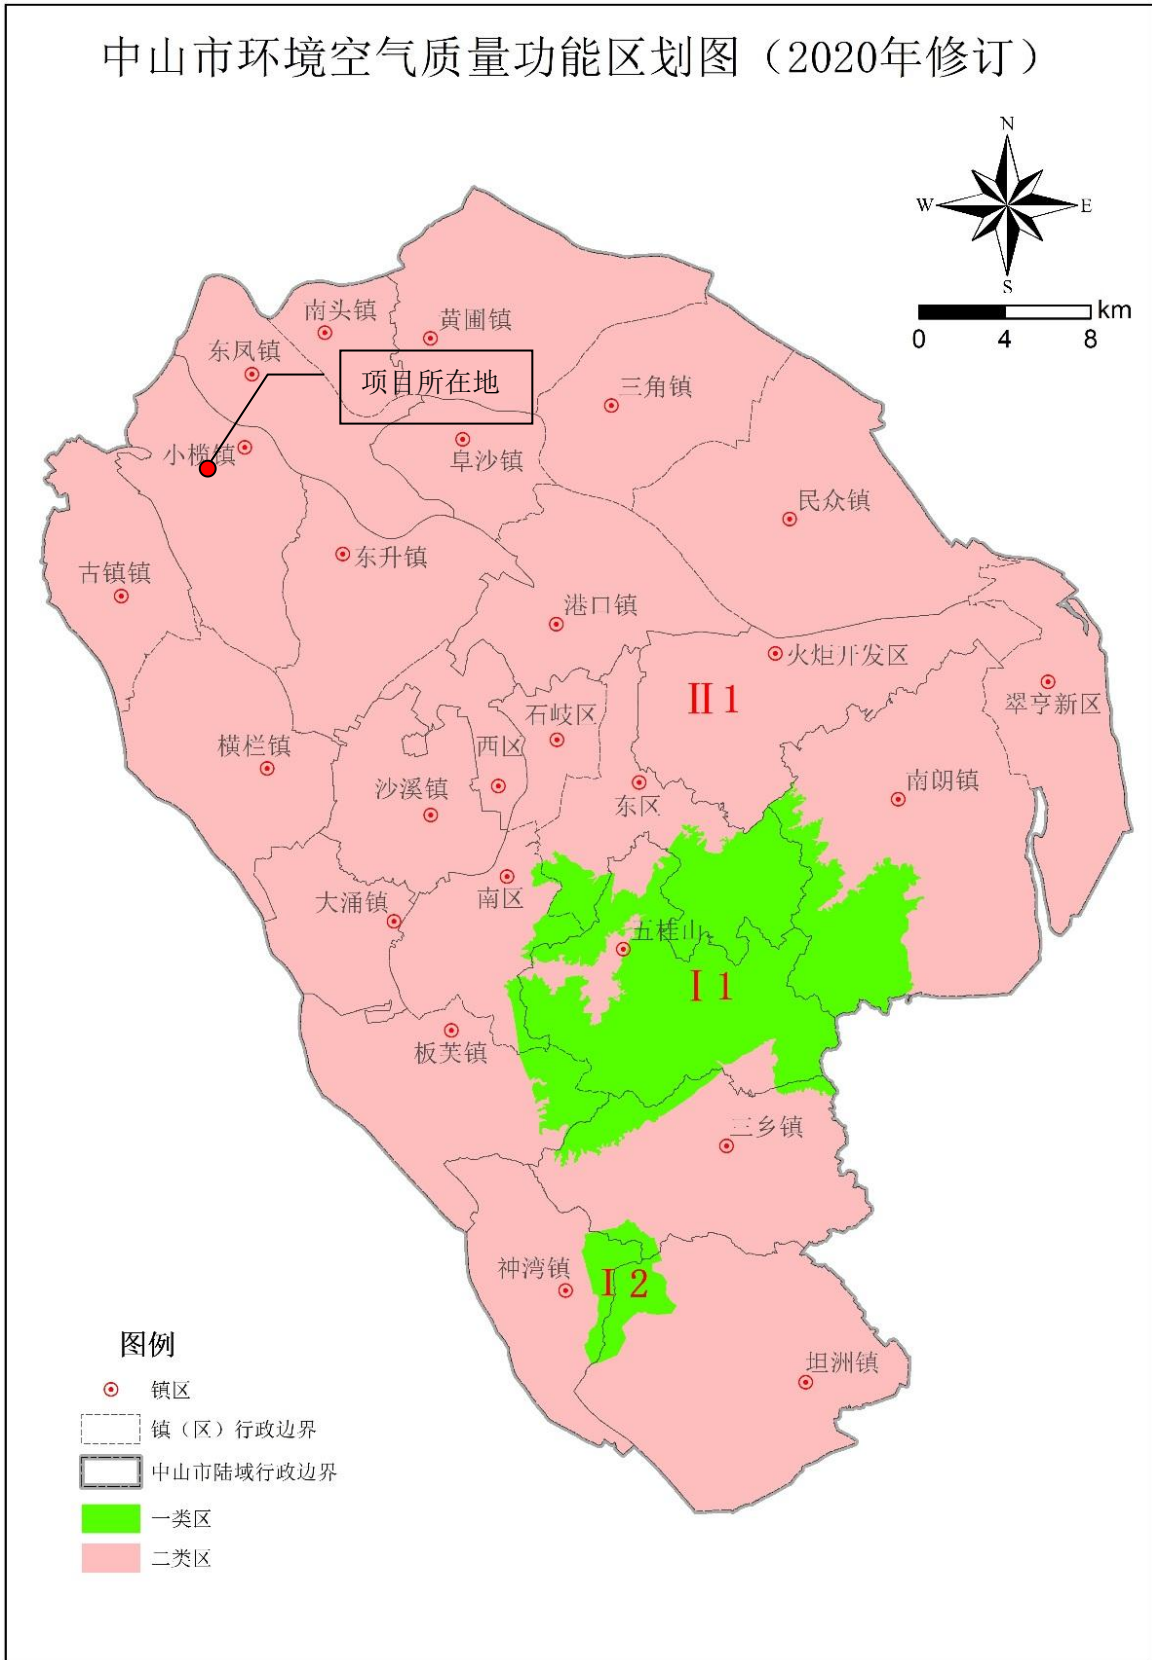 中山市环境空气质量功能区划图（2020年修订）
N
W
E
S
km
0 4 8
南头镇
黄圃镇
东凤镇
项目所在地
三角镇
小榄镇
阜沙镇
民众镇
东升镇
古镇镇
港口镇
火炬开发区
Ⅱ1
翠亨新区
石岐区
西区
横栏镇
沙溪镇
东区
南朗镇
南区
大涌镇
五桂山
Ⅰ1
板芙镇
三乡镇
神湾镇
Ⅰ2
坦洲镇
图例
镇区
镇（区）行政边界
中山市陆域行政边界
一类区
二类区